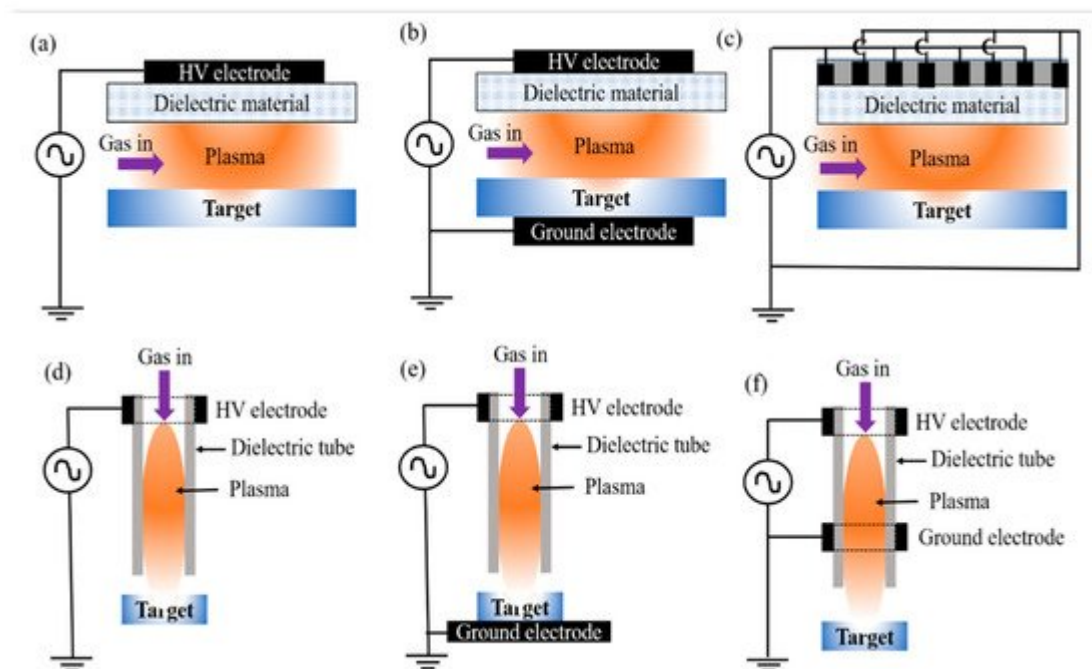 (a)
HV electrode
Dielectric material
Gas in
Plasma
Target
(b)
HV electrode
Dielectric material
Gas in
Plasma
Target
Ground electrode
(c)
C C C
Dielectric material
Gas in
Plasma
Target
(d)
Gas in
HV electrode
Dielectric tube
Plasma
Target
(e)
Gas in
HV electrode
Dielectric tube
Plasma
Target
Ground electrode
(f)
Gas in
HV electrode
Dielectric tube
Plasma
Ground electrode
Target